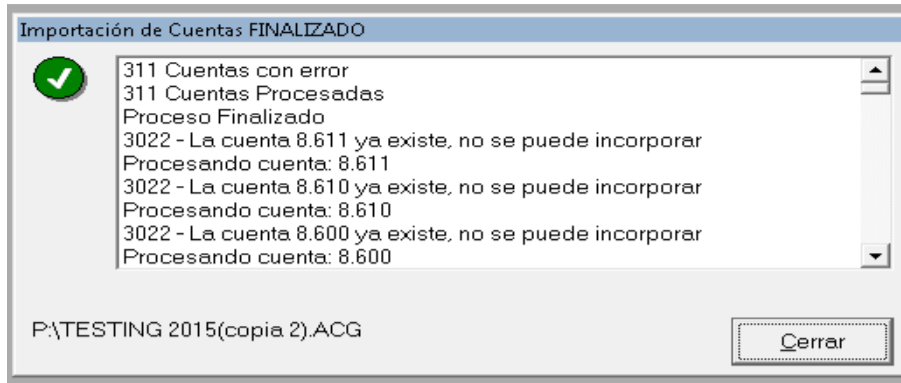 Importación de Cuentas FINALIZADO
311 Cuentas con error
311 Cuentas Procesadas
Proceso Finalizado
3022 - La cuenta 8.611 ya existe, no se puede incorporar
Procesando cuenta: 8.611
3022 - La cuenta 8.610 ya existe, no se puede incorporar
Procesando cuenta: 8.610
3022 - La cuenta 8.600 ya existe, no se puede incorporar
Procesando cuenta: 8.600
P:\TESTING 2015(copia 2).ACG
Cerrar